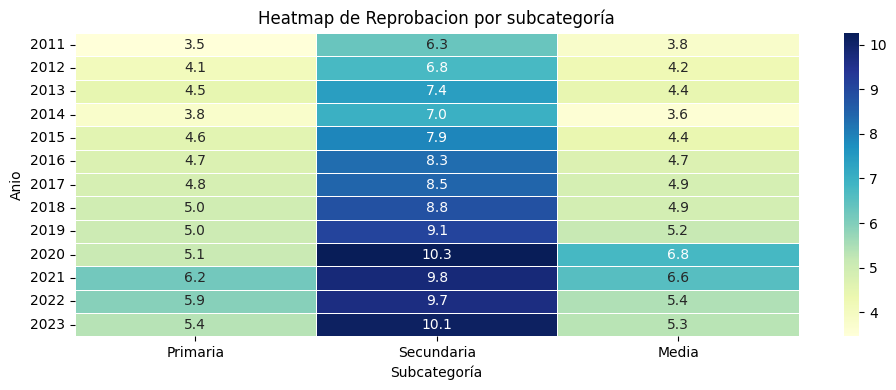 Heatmap de Reprobacion por subcategoría
2011 3.5 6.3 3.8
2012 4.1 6.8 4.2
2013 4.5 7.4 4.4
2014 3.8 7.0 3.6
2015 4.6 7.9 4.4
2016 4.7 8.3 4.7
2017 4.8 8.5 4.9
2018 5.0 8.8 4.9
2019 5.0 9.1 5.2
2020 5.1 10.3 6.8
2021 6.2 9.8 6.6
2022 5.9 9.7 5.4
2023 5.4 10.1 5.3
Anio
Primaria Secundaria Media
Subcategoría
10
9
8
7
6
5
4